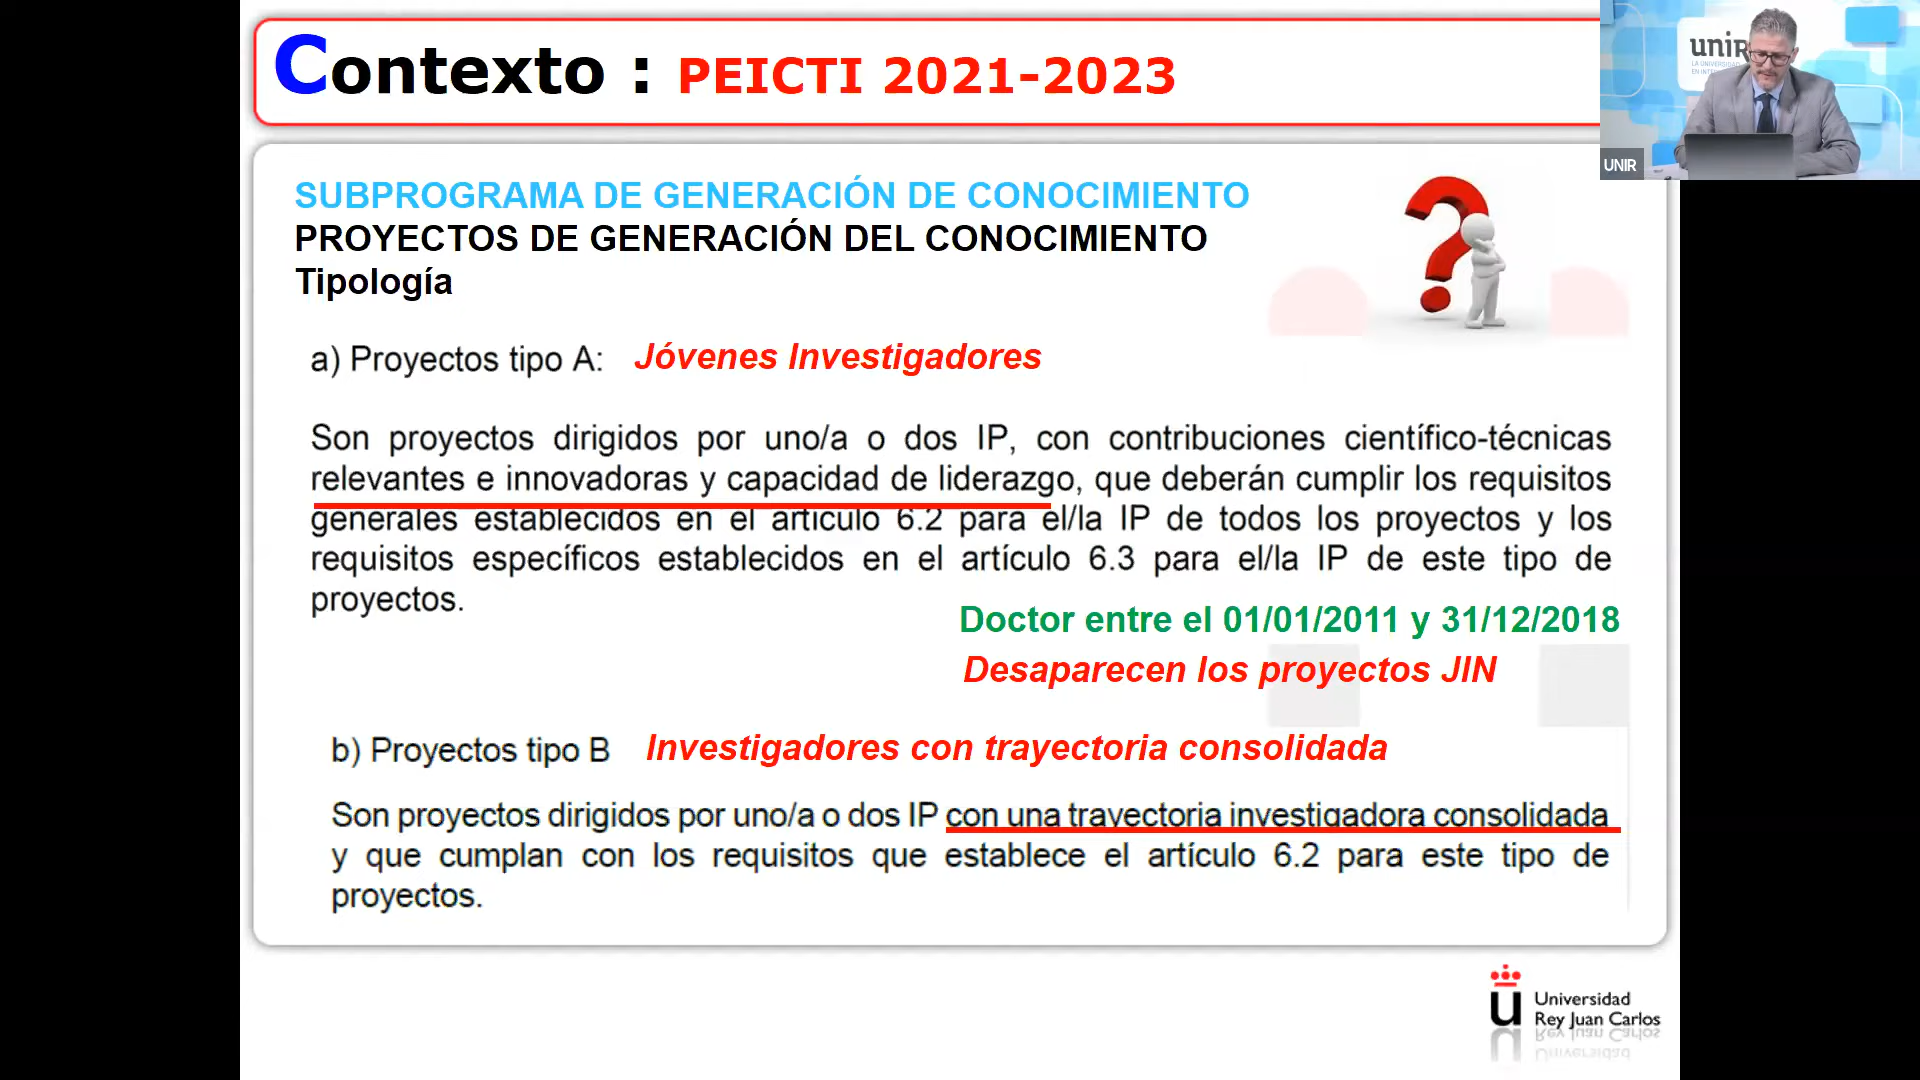 Contexto : PEICTI 2021-2023
unir
LA UNIVERSIDAD
EN INTERNET
UNIR
SUBPROGRAMA DE GENERACIÓN DE CONOCIMIENTO
PROYECTOS DE GENERACIÓN DEL CONOCIMIENTO
Tipología
a) Proyectos tipo A: Jóvenes Investigadores
Son proyectos dirigidos por uno/a o dos IP, con contribuciones científico-técnicas
relevantes e innovadoras y capacidad de liderazgo, que deberán cumplir los requisitos
generales establecidos en el artículo 6.2 para el/la IP de todos los proyectos y los
requisitos específicos establecidos en el artículo 6.3 para el/la IP de este tipo de
proyectos.
Doctor entre el 01/01/2011 y 31/12/2018
Desaparecen los proyectos JIN
b) Proyectos tipo B Investigadores con trayectoria consolidada
Son proyectos dirigidos por uno/a o dos IP con una trayectoria investigadora consolidada
y que cumplan con los requisitos que establece el artículo 6.2 para este tipo de
proyectos.
u Universidad
Rey Juan Carlos